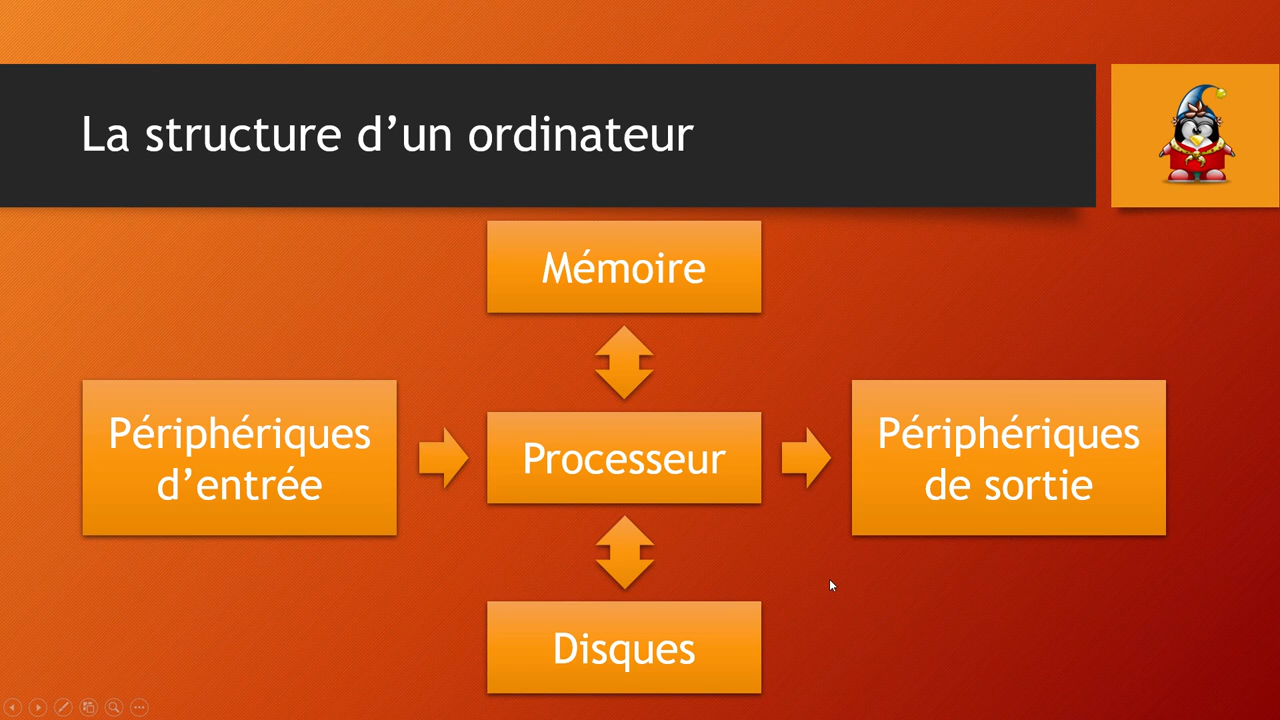 La structure d’un ordinateur
Mémoire
Périphériques
d’entrée
Processeur
Périphériques
de sortie
Disques